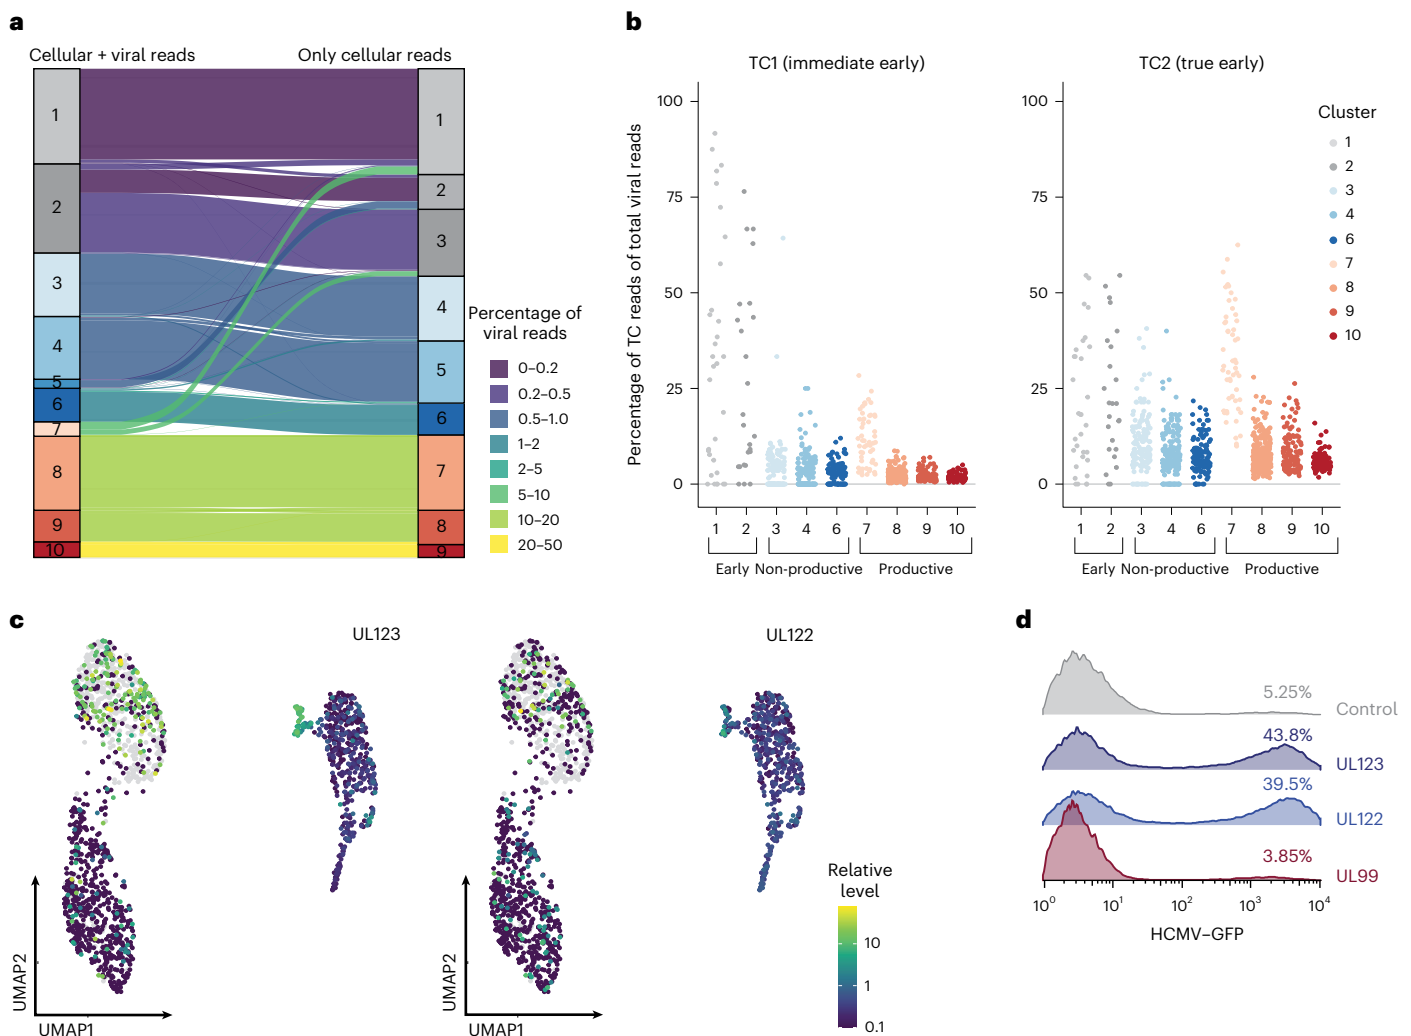 a
Cellular + viral reads
Only cellular reads
1
2
3
4
5
6
7
8
9
10
1
2
3
4
5
6
7
8
9
Percentage of
viral reads
0–0.2
0.2–0.5
0.5–1.0
1–2
2–5
5–10
10–20
20–50
b
TC1 (immediate early)
Percentage of TC reads of total viral reads
100
75
50
25
0
1 2 3 4 6 7 8 9 10
Early Non-productive Productive
TC2 (true early)
100
75
50
25
0
1 2 3 4 6 7 8 9 10
Early Non-productive Productive
Cluster
1
2
3
4
6
7
8
9
10
c
UL123
UL122
UMAP2
UMAP1
UMAP2
UMAP1
Relative
level
10
1
0.1
d
5.25%
Control
43.8%
UL123
39.5%
UL122
3.85%
UL99
10⁰ 10¹ 10² 10³ 10⁴
HCMV–GFP